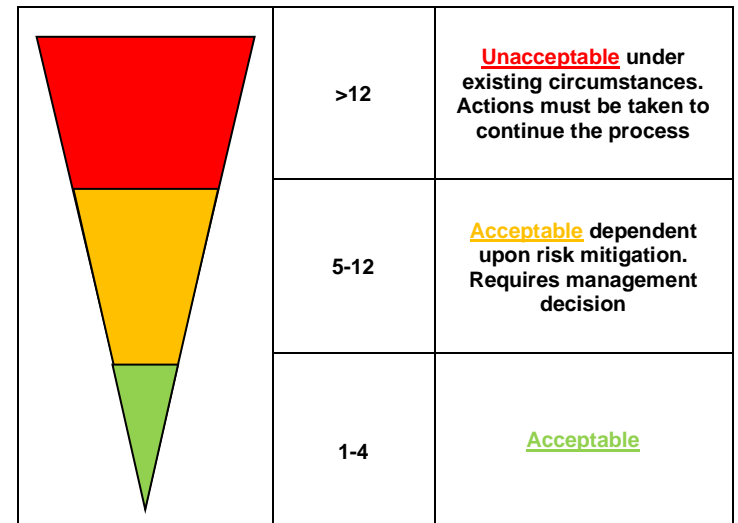 >12
Unacceptable under
existing circumstances.
Actions must be taken to
continue the process
5-12
Acceptable dependent
upon risk mitigation.
Requires management
decision
1-4
Acceptable